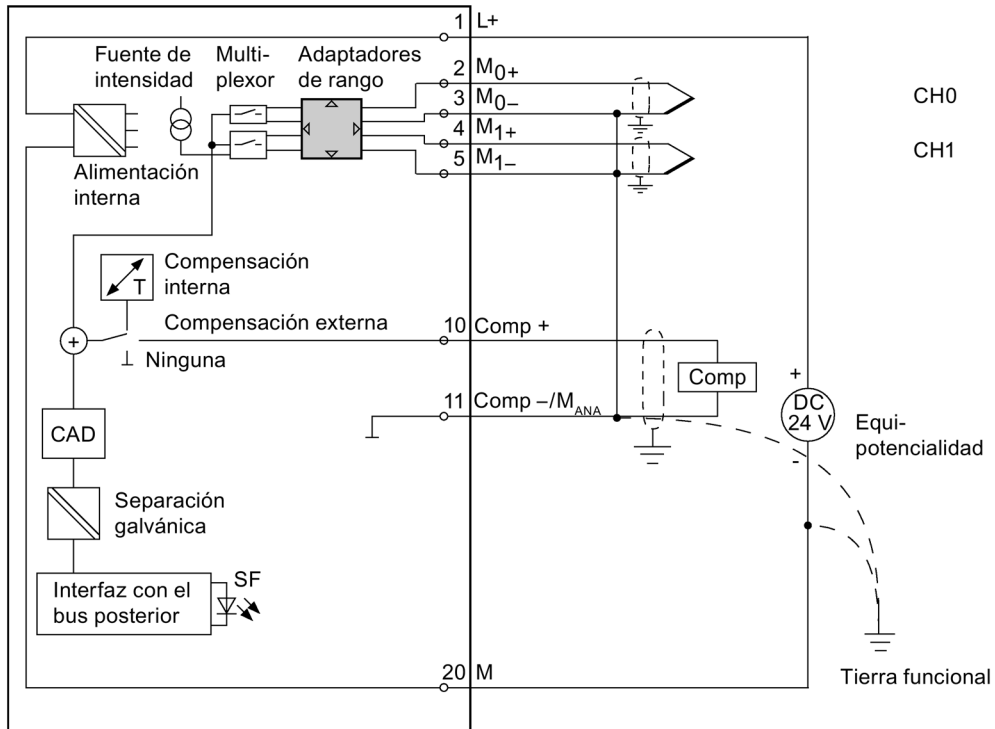 1 L+
Fuente de
intensidad
Multi-
plexor
Adaptadores
de rango
2 M0+
3 M0–
4 M1+
5 M1–
CH0
CH1
Alimentación
interna
T
Compensación
interna
Compensación externa
10 Comp +
+
Ninguna
Comp
11 Comp –/MANA
+
DC
24 V
-
Equi-
potencialidad
CAD
Separación
galvánica
Interfaz con el
bus posterior
SF
20 M
Tierra funcional